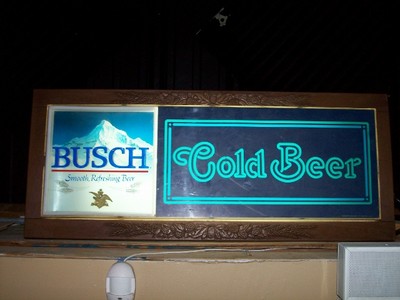 BUSCH
Smooth, Refreshing Beer
Cold Beer